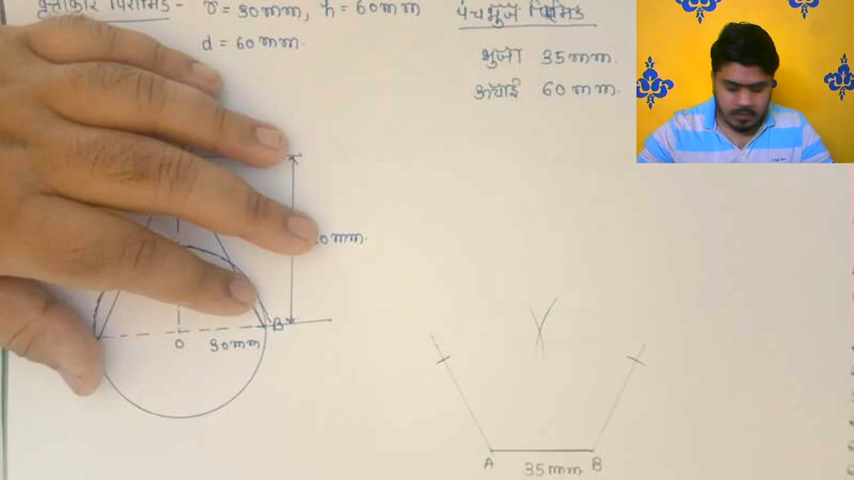 वृत्ताकार पिरामिड - r = 30mm, h = 60mm
d = 60mm.
पंचभुज पिरामिड
भुजा 35mm.
ऊंचाई 60mm.
0mm.
B
O 30mm
A 35mm B